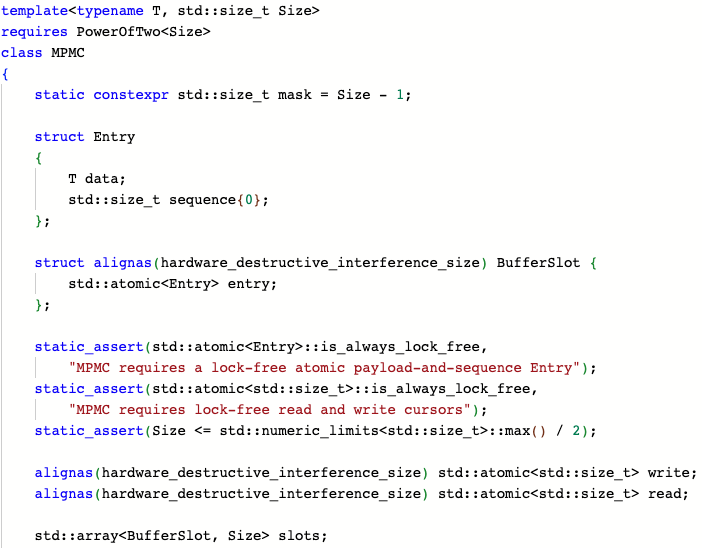 template<typename T, std::size_t Size>
requires PowerOfTwo<Size>
class MPMC
{
    static constexpr std::size_t mask = Size - 1;

    struct Entry
    {
        T data;
        std::size_t sequence{0};
    };

    struct alignas(hardware_destructive_interference_size) BufferSlot {
        std::atomic<Entry> entry;
    };

    static_assert(std::atomic<Entry>::is_always_lock_free,
        "MPMC requires a lock-free atomic payload-and-sequence Entry");
    static_assert(std::atomic<std::size_t>::is_always_lock_free,
        "MPMC requires lock-free read and write cursors");
    static_assert(Size <= std::numeric_limits<std::size_t>::max() / 2);

    alignas(hardware_destructive_interference_size) std::atomic<std::size_t> write;
    alignas(hardware_destructive_interference_size) std::atomic<std::size_t> read;

    std::array<BufferSlot, Size> slots;